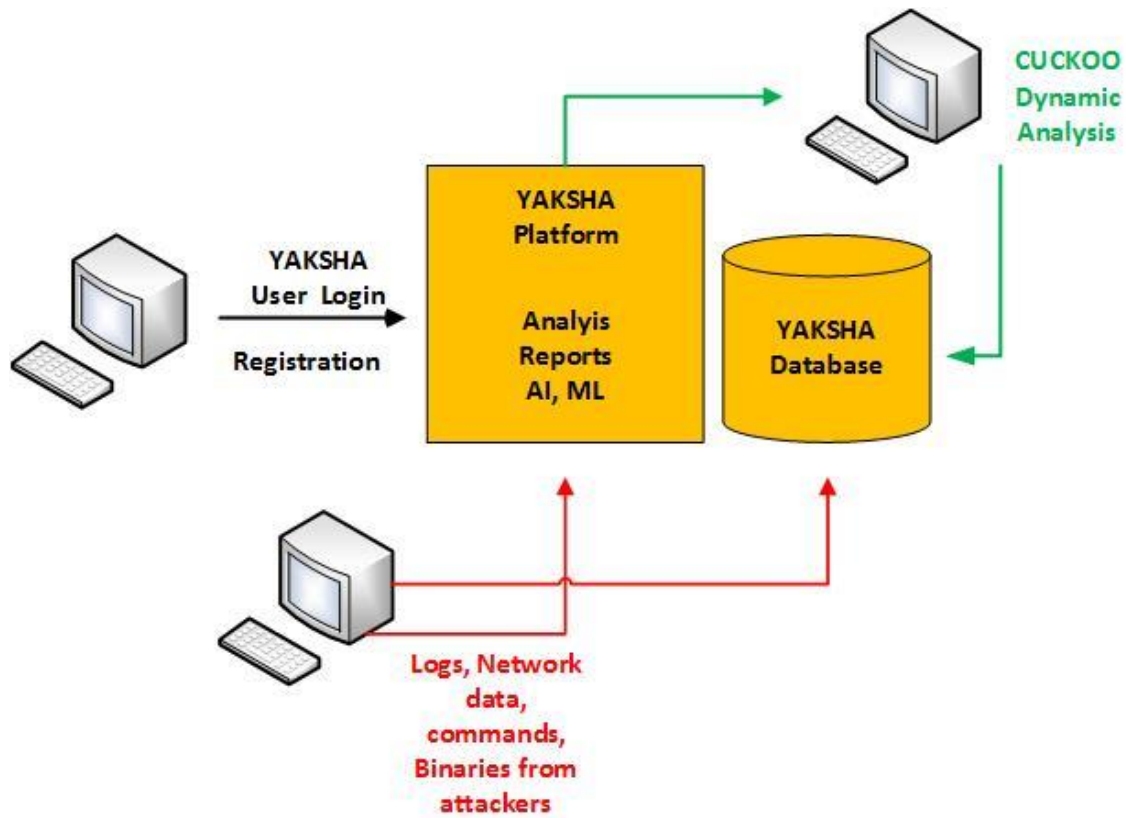 CUCKOO
Dynamic
Analysis
YAKSHA
Platform
YAKSHA
User Login
Registration
Analyis
Reports
AI, ML
YAKSHA
Database
Logs, Network
data,
commands,
Binaries from
attackers